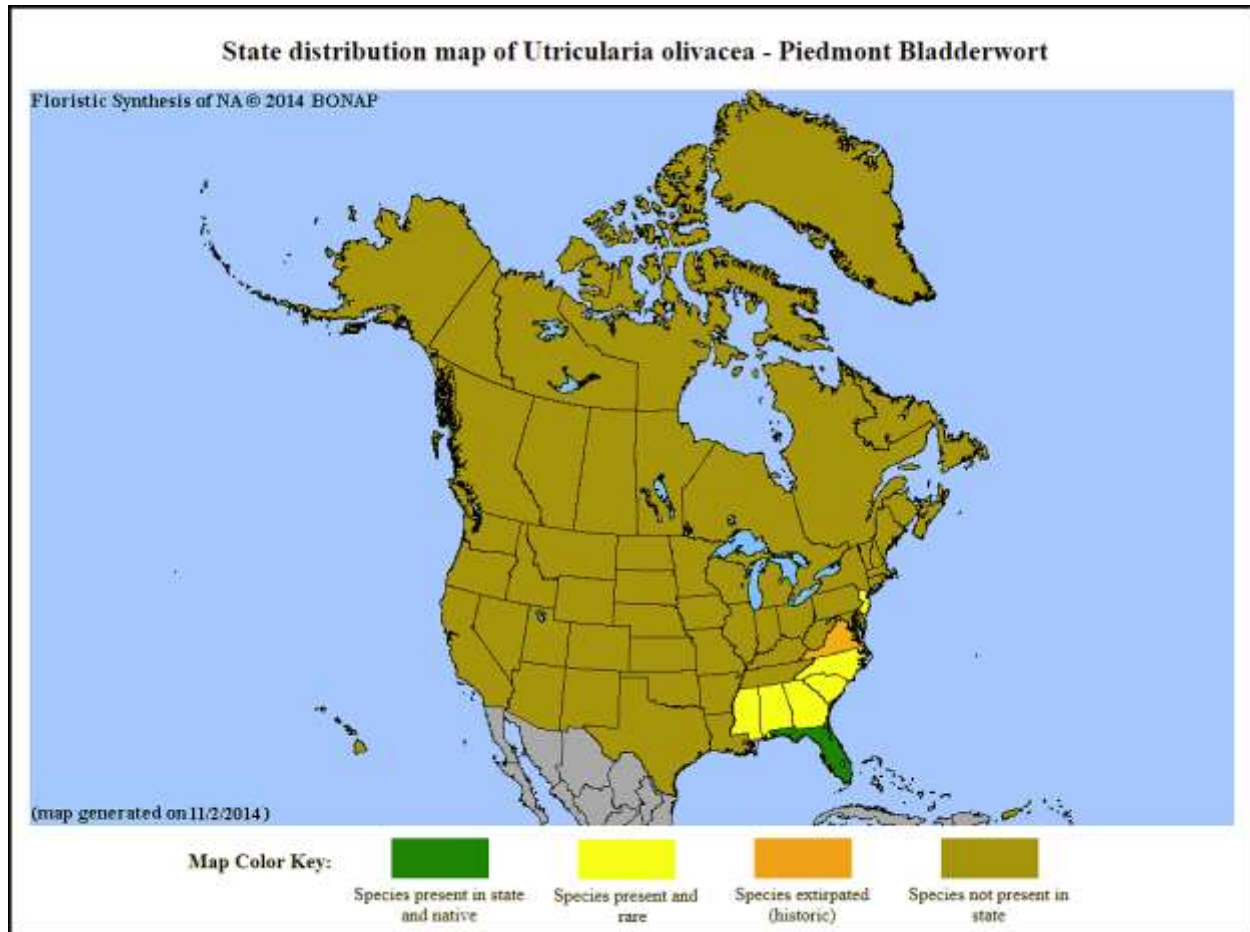 State distribution map of Utricularia olivacea - Piedmont Bladderwort
Floristic Synthesis of NA © 2014 BONAP
(map generated on 11/2/2014)
Map Color Key:
Species present in state
and native
Species present and
rare
Species extirpated
(historic)
Species not present in
state